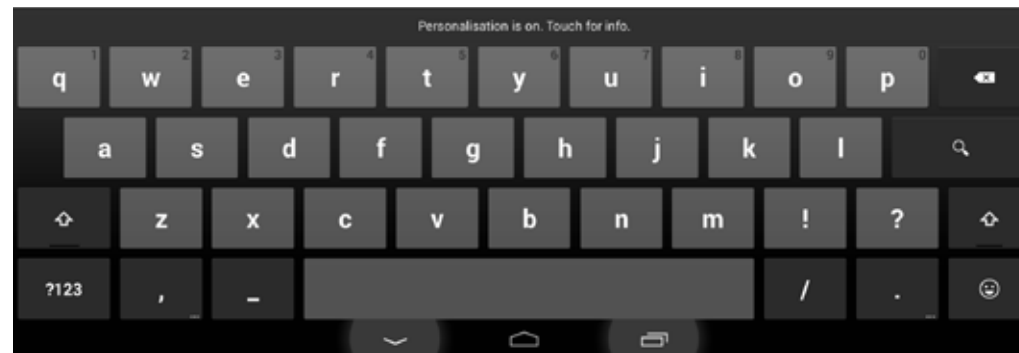 Personalisation is on. Touch for info.
q 1 w 2 e 3 r 4 t 5 y 6 u 7 i 8 o 9 p 0
a s d f g h j k l
z x c v b n m ! ?
?123 , ... _ / . ...